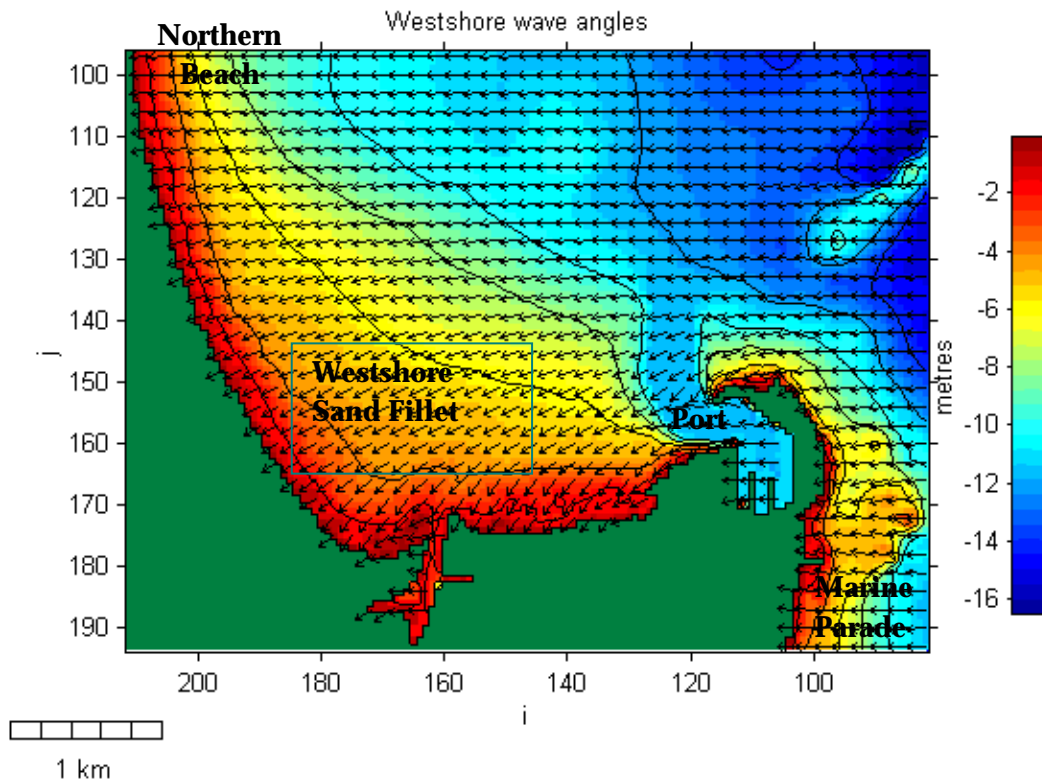 Westshore wave angles
Northern
Beach
100
110
120
130
140
150
160
170
180
190
j
Westshore
Sand Fillet
Port
Marine
Parade
200 180 160 140 120 100
i
-2
-4
-6
-8
-10
-12
-14
-16
metres
1 km